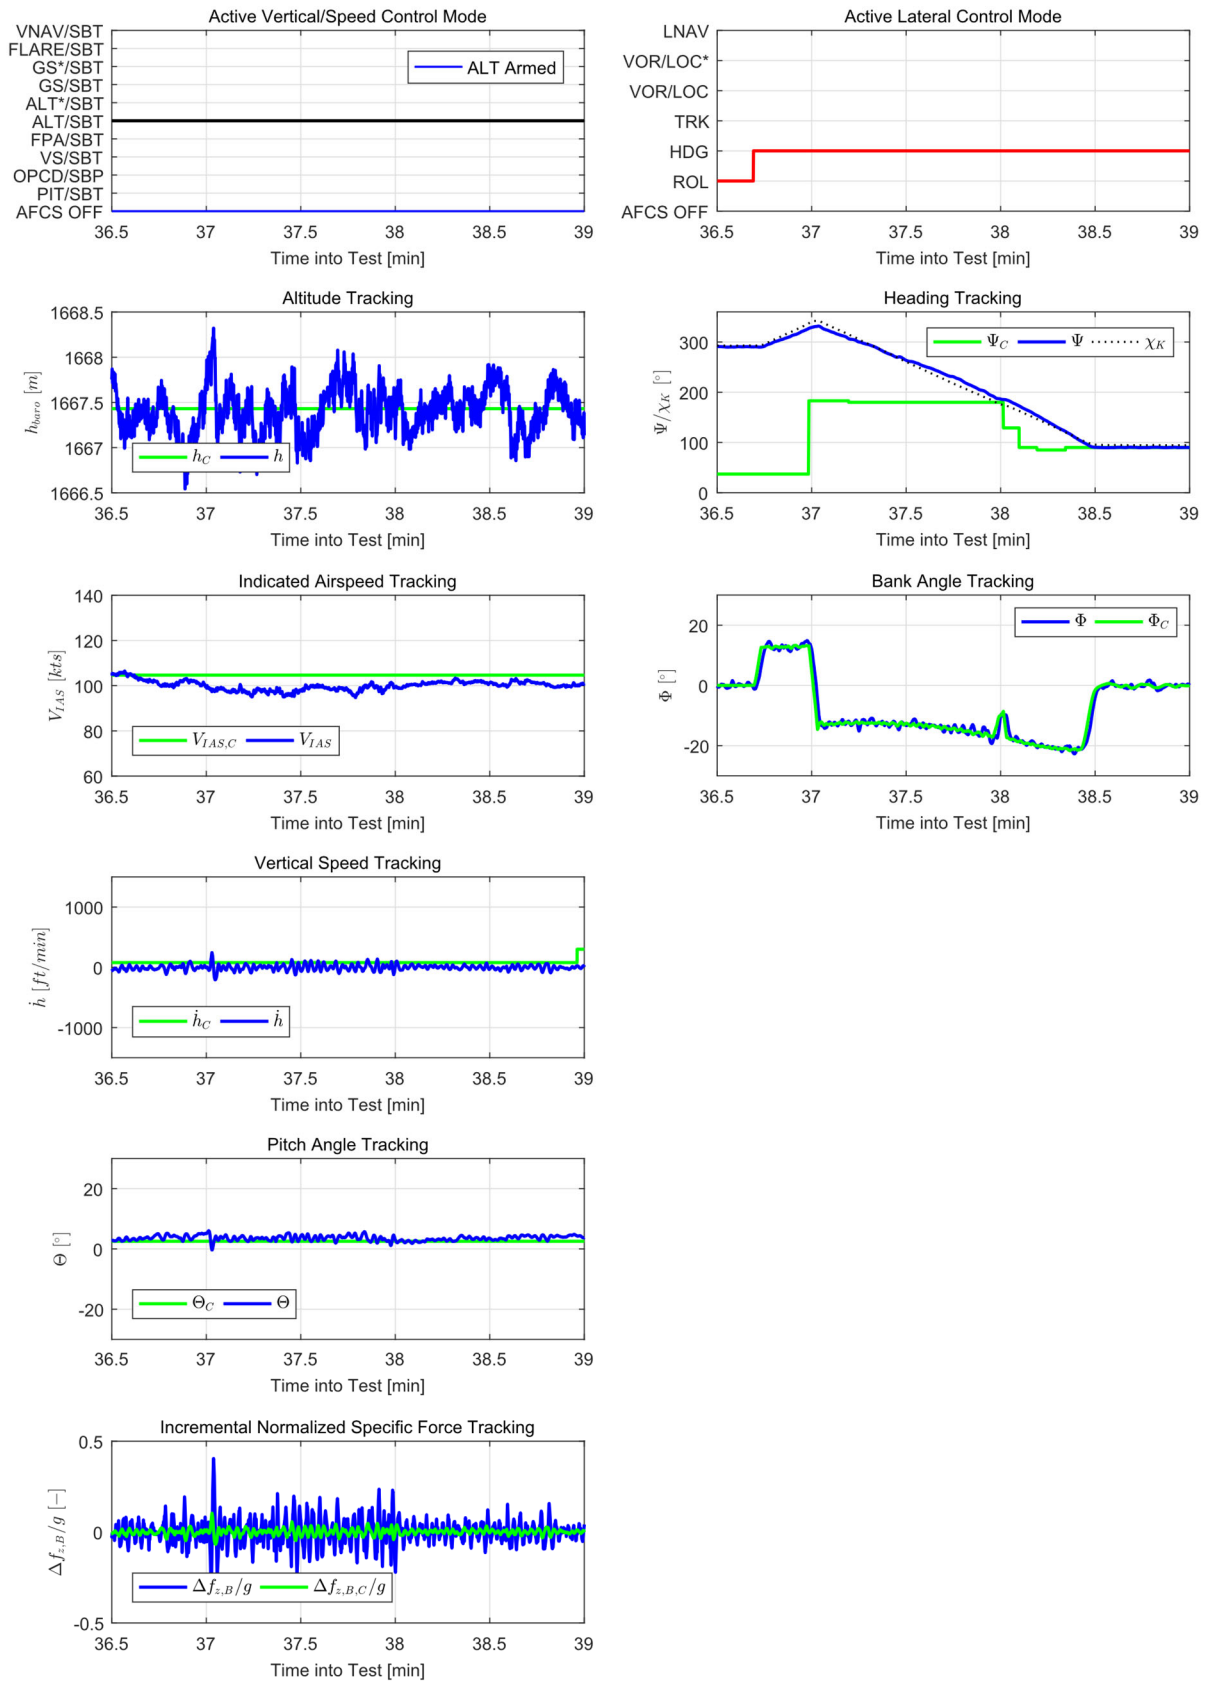 Active Vertical/Speed Control Mode
VNAV/SBT
FLARE/SBT
GS*/SBT
GS/SBT
ALT*/SBT
ALT/SBT
FPA/SBT
VS/SBT
OPCD/SBP
PIT/SBT
AFCS OFF
ALT Armed
36.5 37 37.5 38 38.5 39
Time into Test [min]
Active Lateral Control Mode
LNAV
VOR/LOC*
VOR/LOC
TRK
HDG
ROL
AFCS OFF
36.5 37 37.5 38 38.5 39
Time into Test [min]
Altitude Tracking
1668.5
1668
1667.5
1667
1666.5
h_baro [m]
h_C h
36.5 37 37.5 38 38.5 39
Time into Test [min]
Heading Tracking
300
200
100
0
Ψ/χ_K [°]
Ψ_C Ψ χ_K
36.5 37 37.5 38 38.5 39
Time into Test [min]
Indicated Airspeed Tracking
140
120
100
80
60
V_IAS [kts]
V_IAS,C V_IAS
36.5 37 37.5 38 38.5 39
Time into Test [min]
Bank Angle Tracking
20
0
-20
Φ [°]
Φ Φ_C
36.5 37 37.5 38 38.5 39
Time into Test [min]
Vertical Speed Tracking
1000
0
-1000
ḣ [ft/min]
ḣ_C ḣ
36.5 37 37.5 38 38.5 39
Time into Test [min]
Pitch Angle Tracking
20
0
-20
Θ [°]
Θ_C Θ
36.5 37 37.5 38 38.5 39
Time into Test [min]
Incremental Normalized Specific Force Tracking
0.5
0
-0.5
Δf_z,B/g [−]
Δf_z,B/g Δf_z,B,C/g
36.5 37 37.5 38 38.5 39
Time into Test [min]